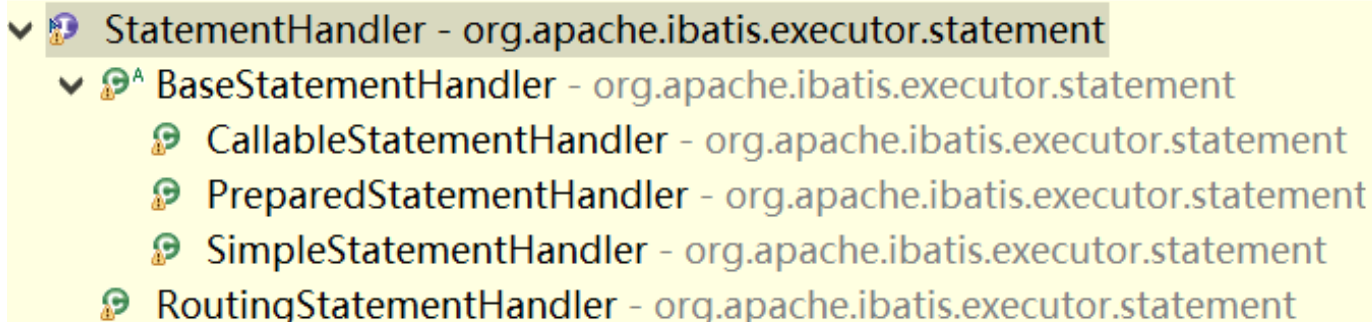 StatementHandler - org.apache.ibatis.executor.statement
BaseStatementHandler - org.apache.ibatis.executor.statement
CallableStatementHandler - org.apache.ibatis.executor.statement
PreparedStatementHandler - org.apache.ibatis.executor.statement
SimpleStatementHandler - org.apache.ibatis.executor.statement
RoutingStatementHandler - org.apache.ibatis.executor.statement